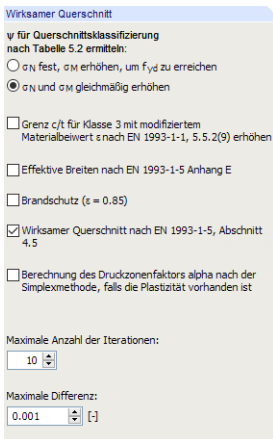 Wirksamer Querschnitt
ψ für Querschnittsklassifizierung
nach Tabelle 5.2 ermitteln:
σN fest, σM erhöhen, um fyd zu erreichen
σN und σM gleichmäßig erhöhen
Grenz c/t für Klasse 3 mit modifiziertem
Materialbeiwert ε nach EN 1993-1-1, 5.5.2(9) erhöhen
Effektive Breiten nach EN 1993-1-5 Anhang E
Brandschutz (ε = 0.85)
Wirksamer Querschnitt nach EN 1993-1-5, Abschnitt
4.5
Berechnung des Druckzonenfaktors alpha nach der
Simplexmethode, falls die Plastizität vorhanden ist
Maximale Anzahl der Iterationen:
10
Maximale Differenz:
0.001 [-]